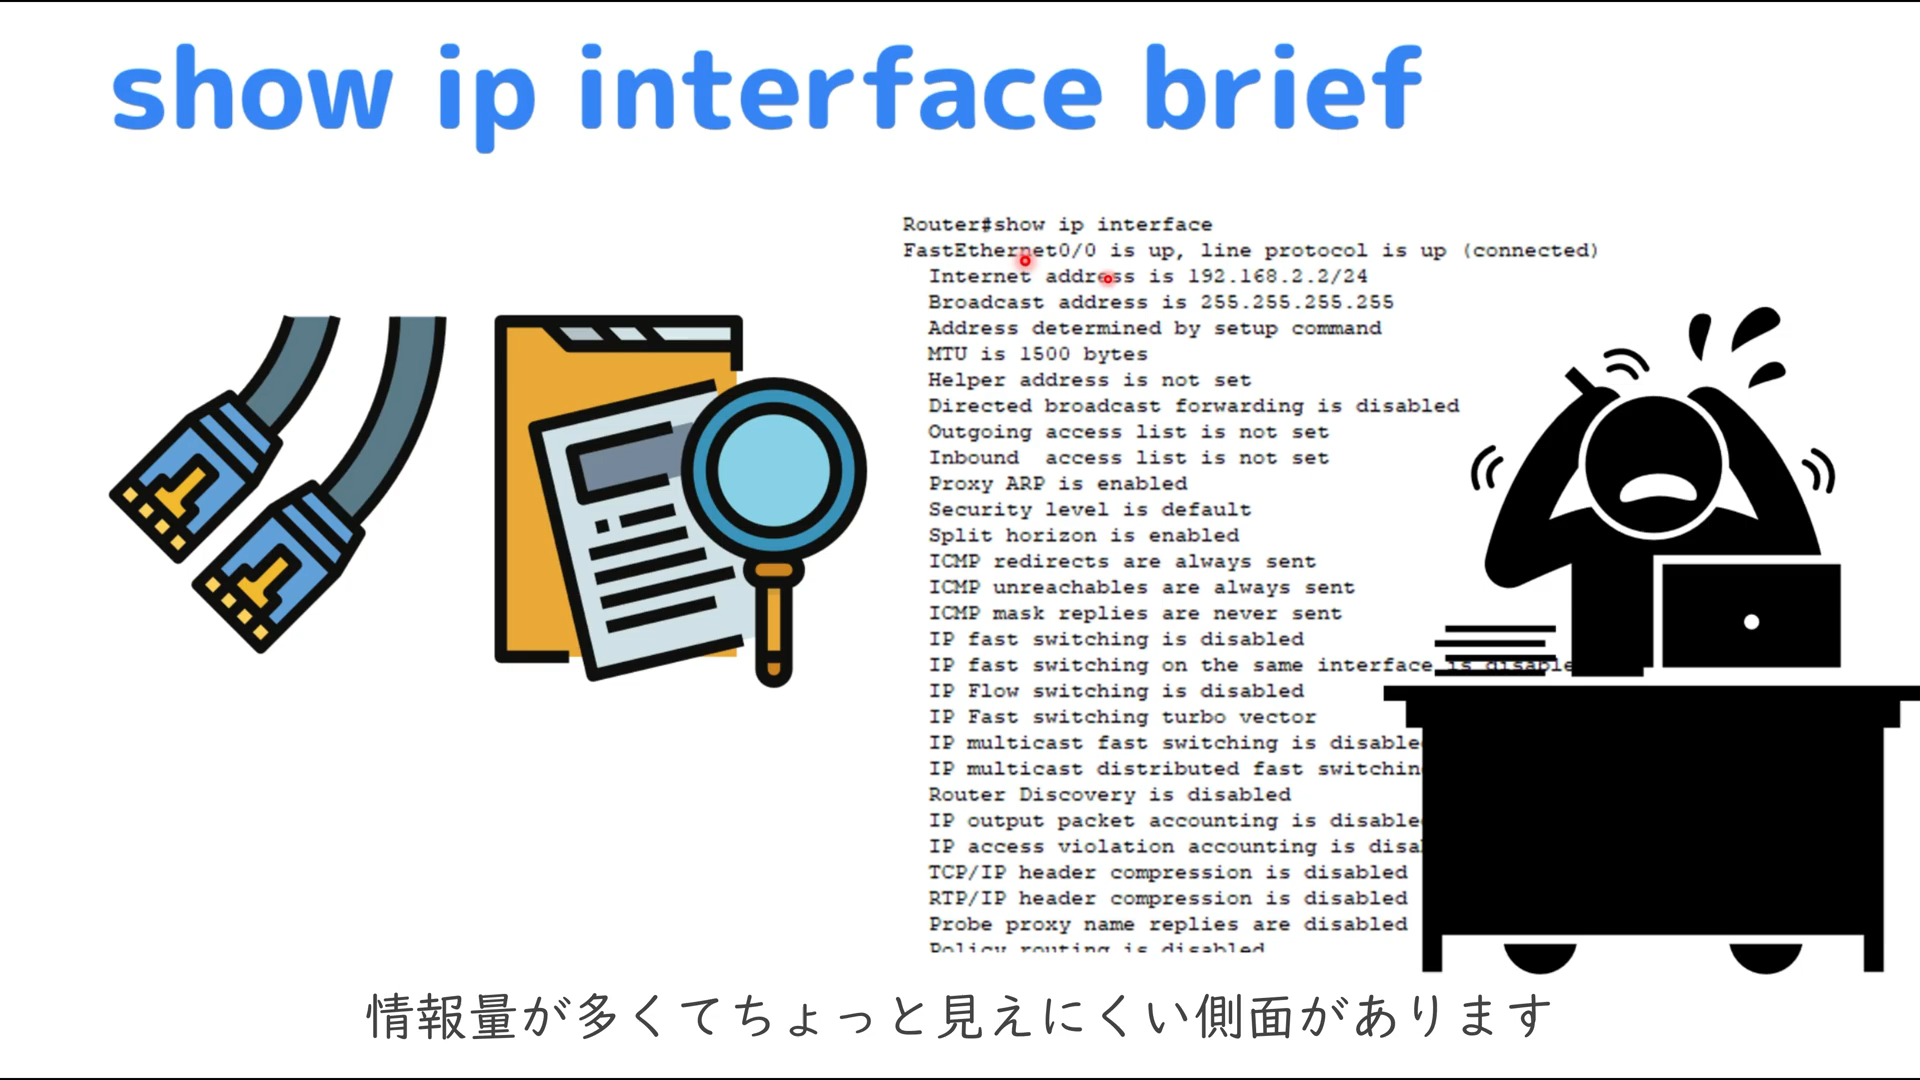 show ip interface brief
Router#show ip interface
FastEthernet0/0 is up, line protocol is up (connected)
Internet address is 192.168.2.2/24
Broadcast address is 255.255.255.255
Address determined by setup command
MTU is 1500 bytes
Helper address is not set
Directed broadcast forwarding is disabled
Outgoing access list is not set
Inbound  access list is not set
Proxy ARP is enabled
Security level is default
Split horizon is enabled
ICMP redirects are always sent
ICMP unreachables are always sent
ICMP mask replies are never sent
IP fast switching is disabled
IP fast switching on the same interface is disable
IP Flow switching is disabled
IP Fast switching turbo vector
IP multicast fast switching is disable
IP multicast distributed fast switchin
Router Discovery is disabled
IP output packet accounting is disable
IP access violation accounting is disa
TCP/IP header compression is disabled
RTP/IP header compression is disabled
Probe proxy name replies are disabled
Policy routing is disabled
情報量が多くてちょっと見えにくい側面があります